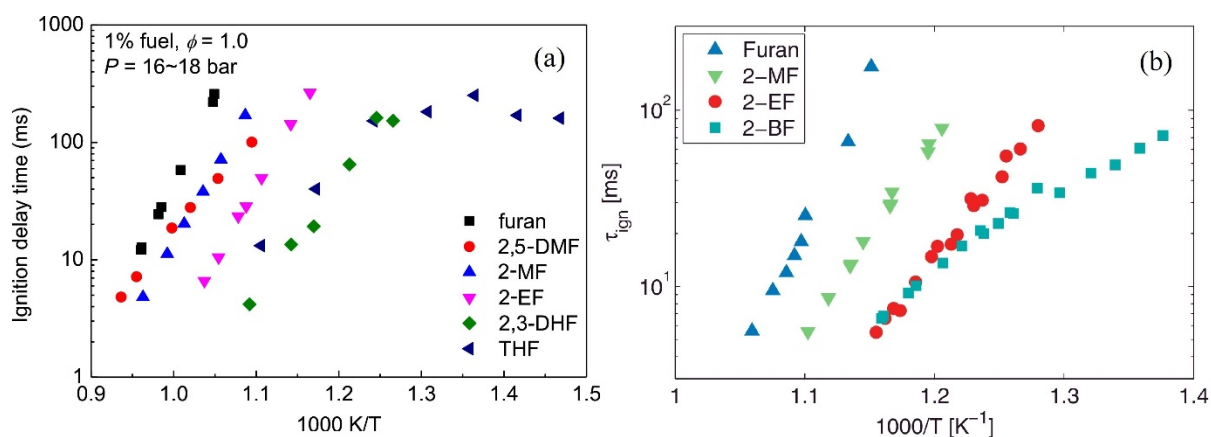 1% fuel, ϕ = 1.0
P = 16~18 bar
(a)
Ignition delay time (ms)
1000
100
10
1
furan
2,5-DMF
2-MF
2-EF
2,3-DHF
THF
0.9 1.0 1.1 1.2 1.3 1.4 1.5
1000 K/T
Furan
2−MF
2−EF
2−BF
(b)
τign [ms]
10²
10¹
1 1.1 1.2 1.3 1.4
1000/T [K⁻¹]